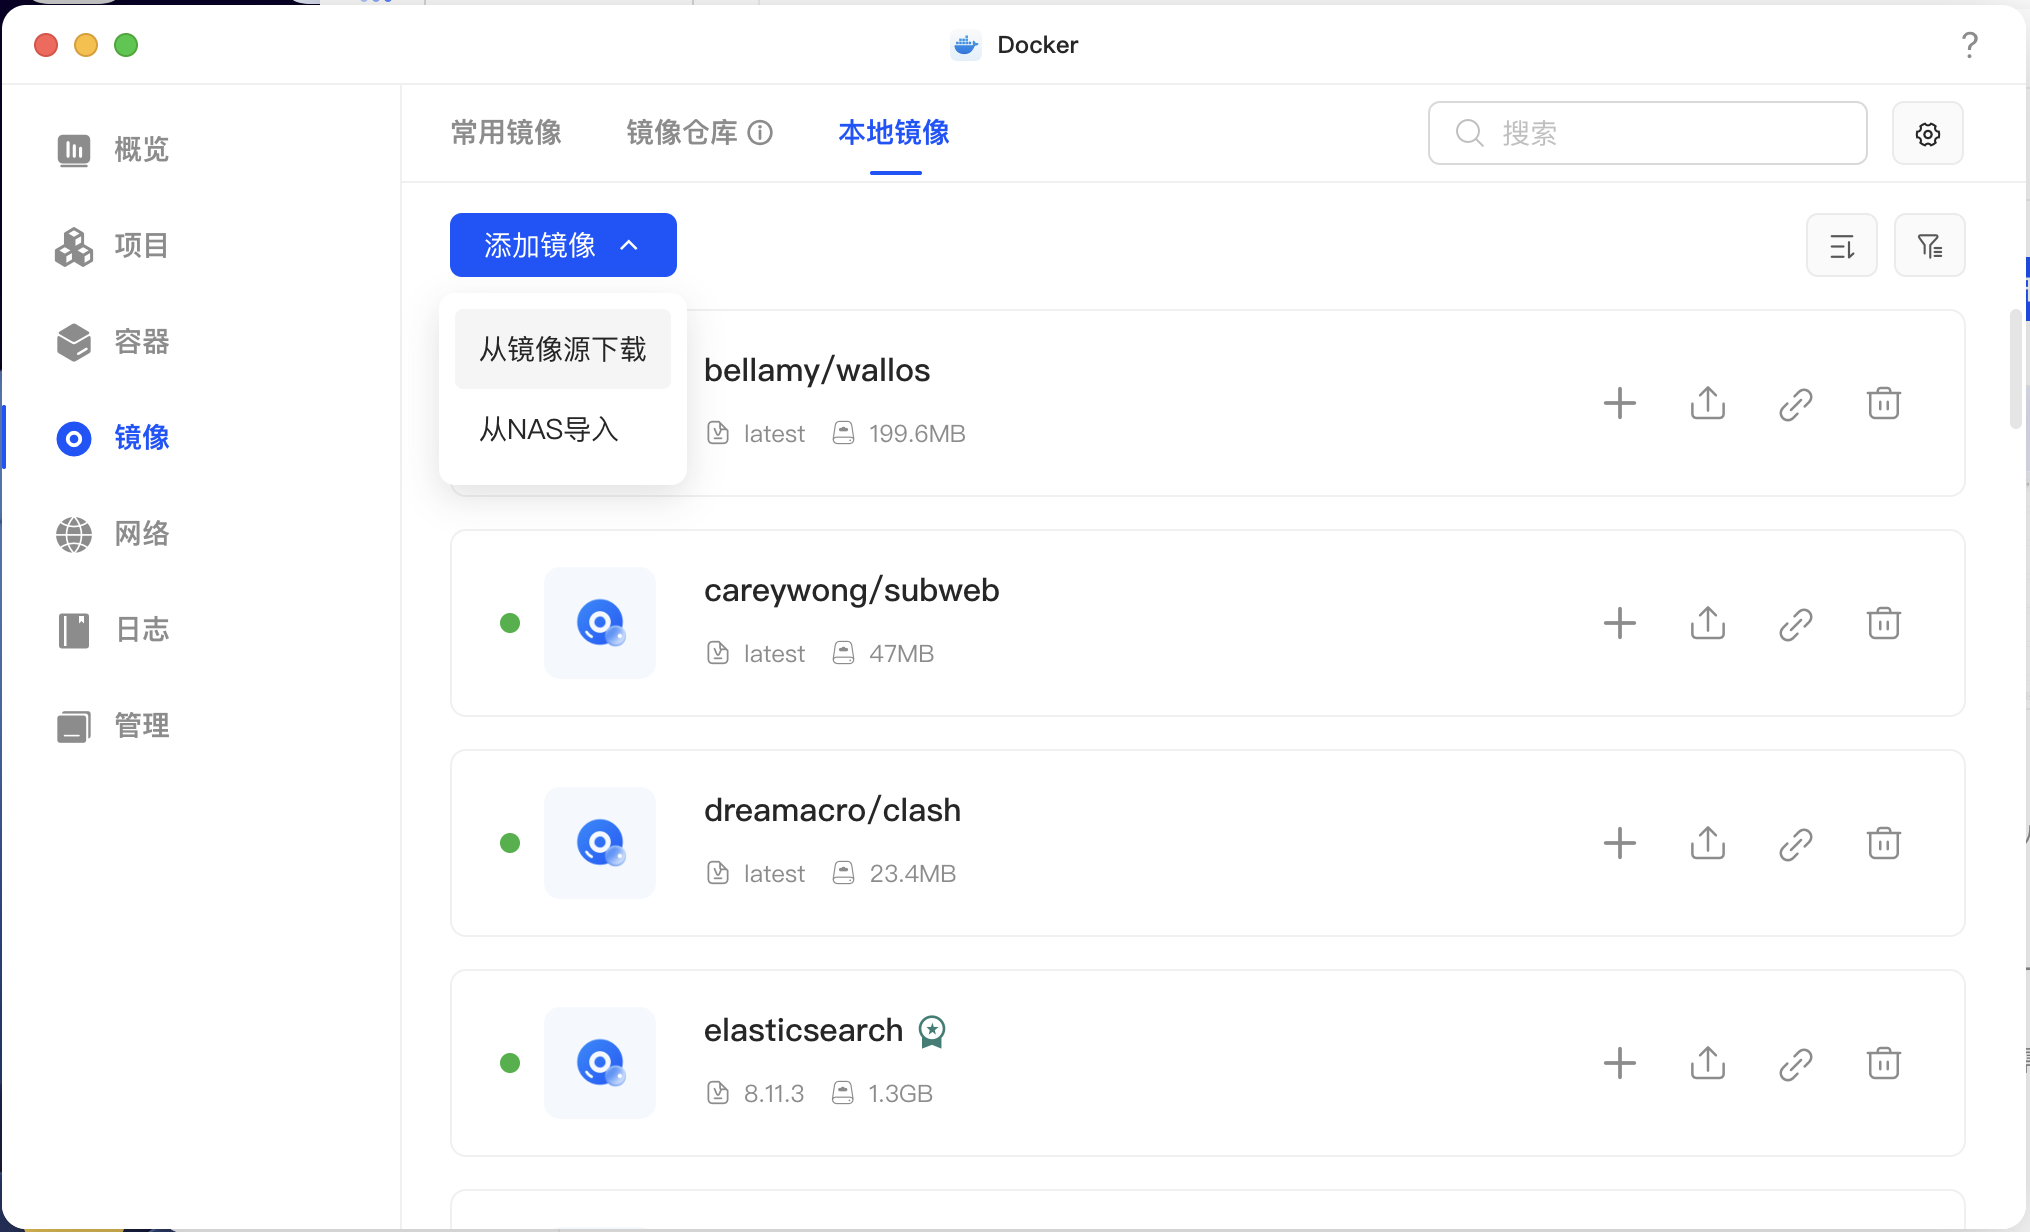 Docker
?
概览
项目
容器
镜像
网络
日志
管理
常用镜像
镜像仓库
本地镜像
搜索
添加镜像
从镜像源下载
从NAS导入
bellamy/wallos
latest
199.6MB
careywong/subweb
latest
47MB
dreamacro/clash
latest
23.4MB
elasticsearch
8.11.3
1.3GB